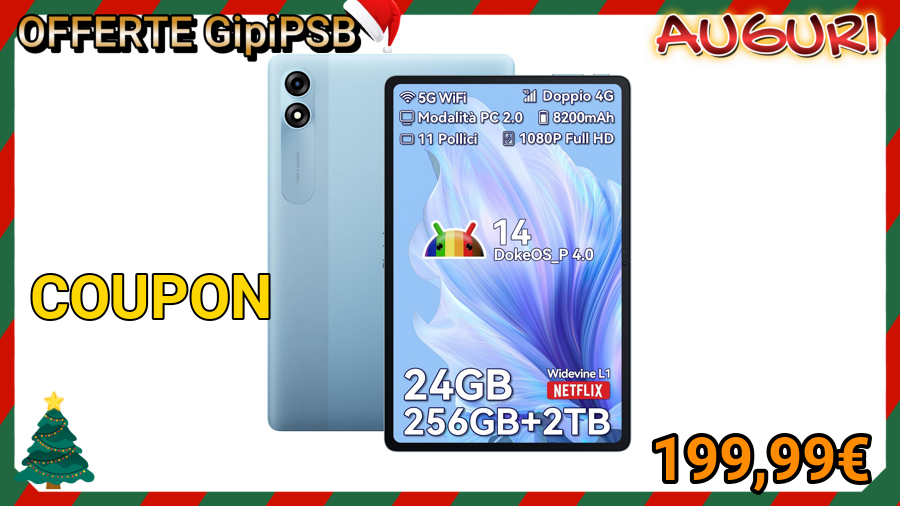 OFFERTE GipiPSB
AUGURI
5G WiFi
Doppio 4G
Modalità PC 2.0
8200mAh
11 Pollici
1080P Full HD
14
DokeOS_P 4.0
COUPON
24GB
Widevine L1
NETFLIX
256GB+2TB
199,99€